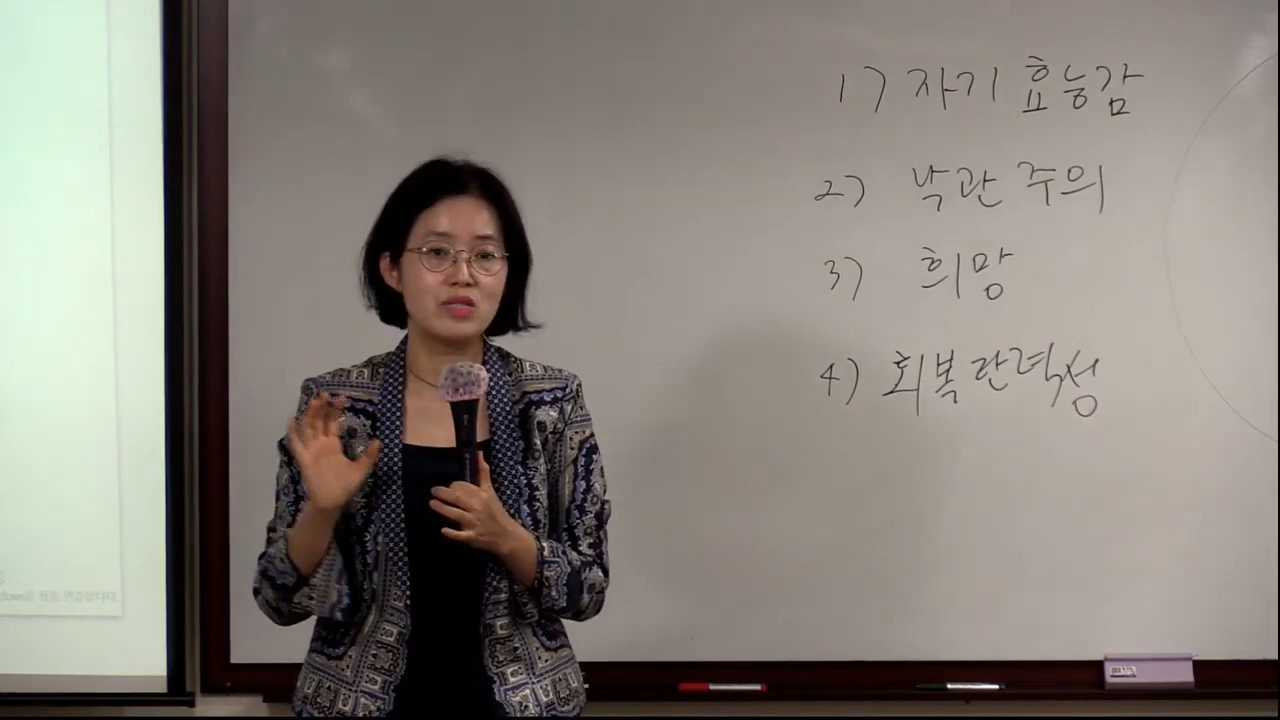 1) 자기 효능감
2) 낙관주의
3) 희망
4) 회복탄력성